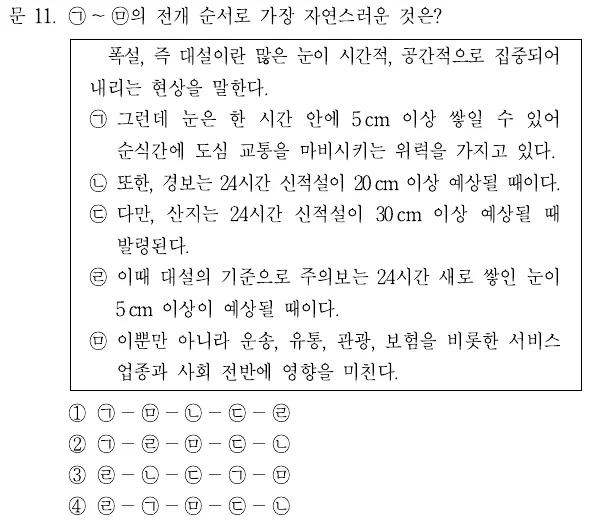 문 11. ㉠ ~ ㉤의 전개 순서로 가장 자연스러운 것은?
폭설, 즉 대설이란 많은 눈이 시간적, 공간적으로 집중되어
내리는 현상을 말한다.
㉠ 그런데 눈은 한 시간 안에 5 cm 이상 쌓일 수 있어
순식간에 도심 교통을 마비시키는 위력을 가지고 있다.
㉡ 또한, 경보는 24시간 신적설이 20 cm 이상 예상될 때이다.
㉢ 다만, 산지는 24시간 신적설이 30 cm 이상 예상될 때
발령된다.
㉣ 이때 대설의 기준으로 주의보는 24시간 새로 쌓인 눈이
5 cm 이상이 예상될 때이다.
㉤ 이뿐만 아니라 운송, 유통, 관광, 보험을 비롯한 서비스
업종과 사회 전반에 영향을 미친다.
① ㉠ - ㉤ - ㉡ - ㉢ - ㉣
② ㉠ - ㉣ - ㉤ - ㉢ - ㉡
③ ㉣ - ㉡ - ㉢ - ㉠ - ㉤
④ ㉣ - ㉠ - ㉤ - ㉢ - ㉡